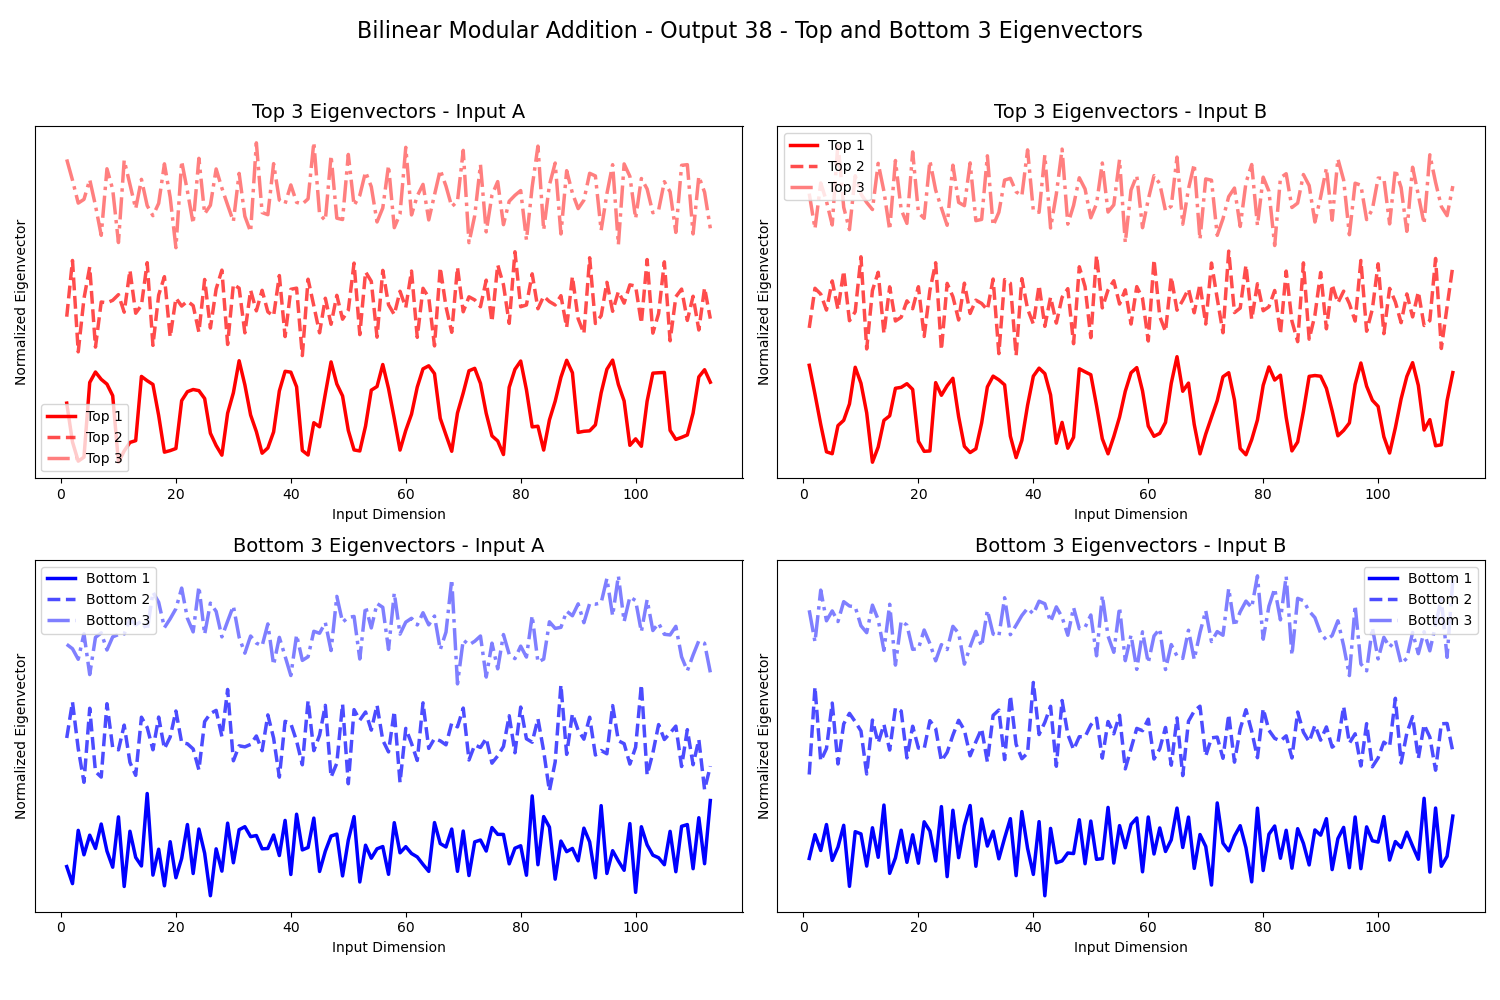 Bilinear Modular Addition - Output 38 - Top and Bottom 3 Eigenvectors
Top 3 Eigenvectors - Input A
Normalized Eigenvector
Top 1
Top 2
Top 3
0 20 40 60 80 100
Input Dimension
Top 3 Eigenvectors - Input B
Normalized Eigenvector
Top 1
Top 2
Top 3
0 20 40 60 80 100
Input Dimension
Bottom 3 Eigenvectors - Input A
Normalized Eigenvector
Bottom 1
Bottom 2
Bottom 3
0 20 40 60 80 100
Input Dimension
Bottom 3 Eigenvectors - Input B
Normalized Eigenvector
Bottom 1
Bottom 2
Bottom 3
0 20 40 60 80 100
Input Dimension